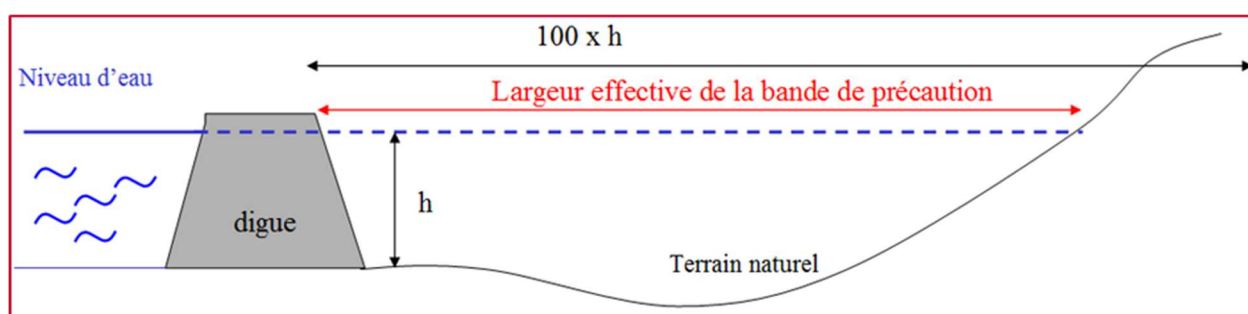 100 x h
Niveau d'eau
Largeur effective de la bande de précaution
h
digue
Terrain naturel